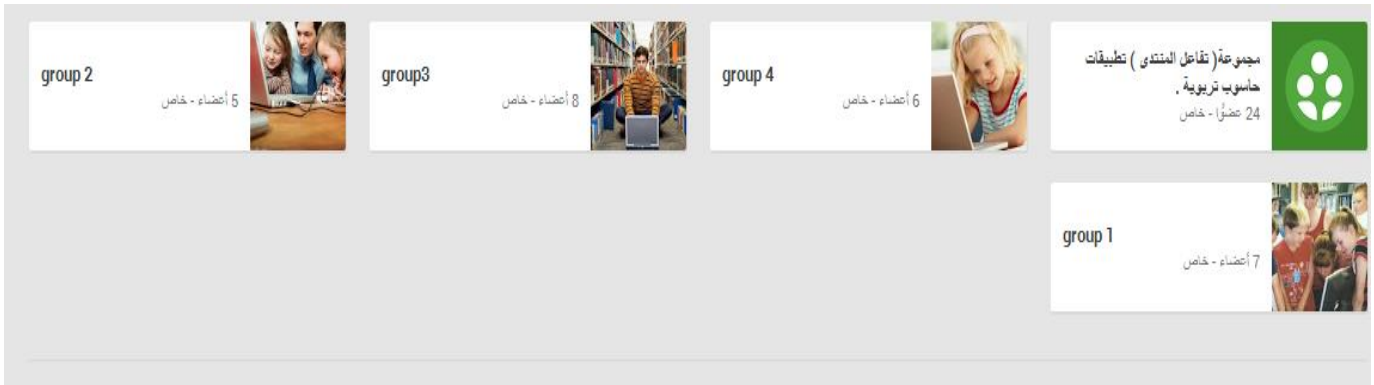 مجموعة( تفاعل المنتدى ) تطبيقات
حاسوب تربوية .
24 عضوًا - خاص
group 4
6 أعضاء - خاص
group3
8 أعضاء - خاص
group 2
5 أعضاء - خاص
group 1
7 أعضاء - خاص